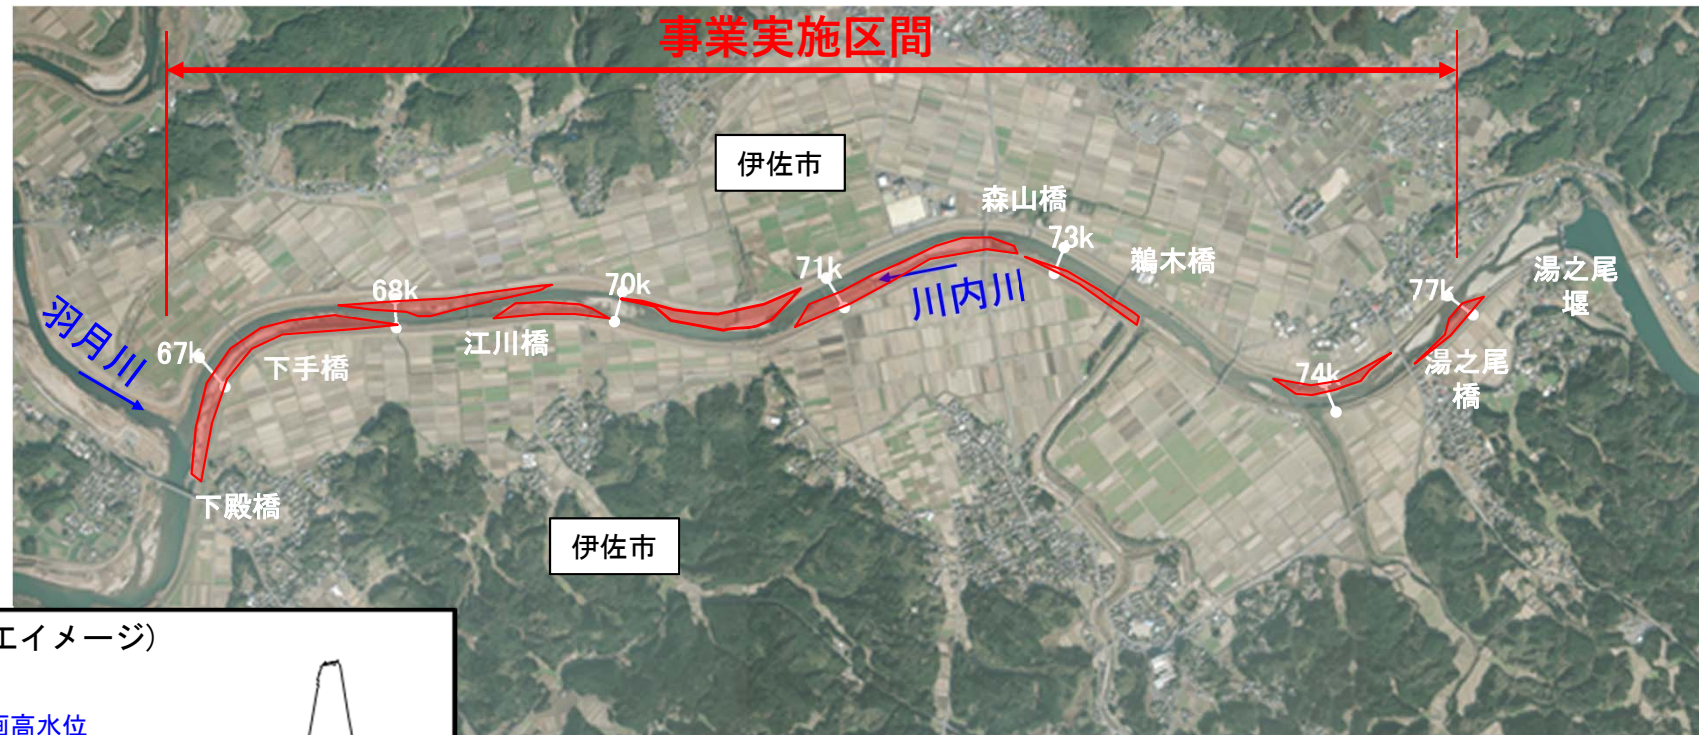 事業実施区間
伊佐市
森山橋
73k
鵜木橋
湯之尾
堰
71k
70k
68k
77k
川内川
羽月川
67k
下手橋
江川橋
74k
湯之尾
橋
下殿橋
伊佐市
工イメージ)
画高水位